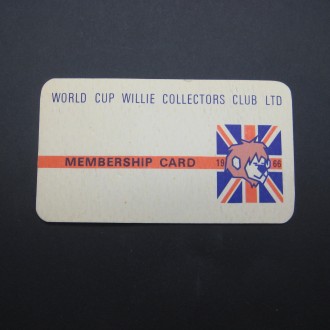 WORLD CUP WILLIE COLLECTORS CLUB LTD
MEMBERSHIP CARD
19 66